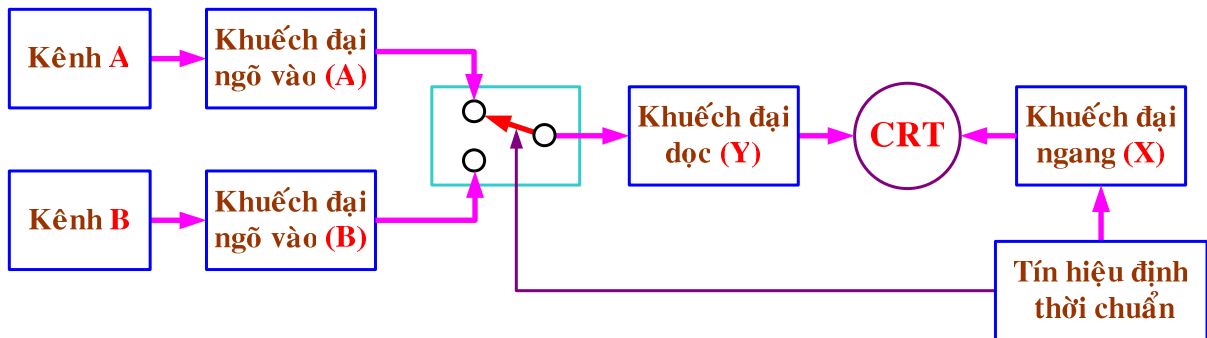 Kênh A
Khuếch đại
ngõ vào (A)
Khuếch đại
dọc (Y)
CRT
Khuếch đại
ngang (X)
Kênh B
Khuếch đại
ngõ vào (B)
Tín hiệu định
thời chuẩn